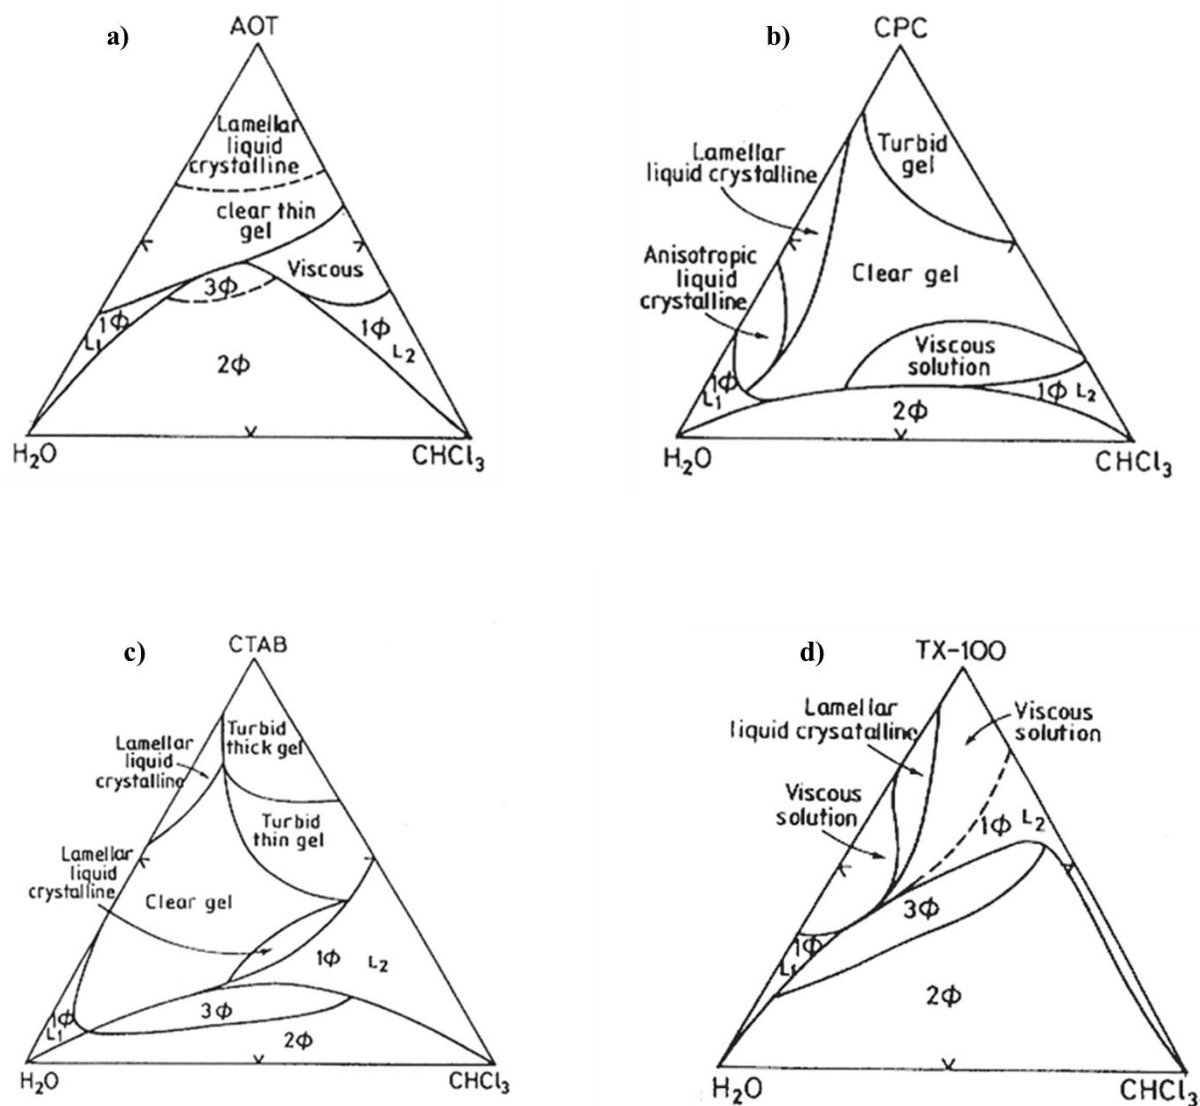 a)
AOT
Lamellar
liquid
crystalline
clear thin
gel
Viscous
3Φ
1Φ
L₁
1Φ
L₂
2Φ
H₂O
CHCl₃
b)
CPC
Turbid
gel
Lamellar
liquid crystalline
Anisotropic
liquid
crystalline
Clear gel
Viscous
solution
1Φ
L₁
1Φ L₂
2Φ
H₂O
CHCl₃
c)
CTAB
Turbid
thick gel
Lamellar
liquid
crystalline
Turbid
thin gel
Lamellar
liquid
crystalline
Clear gel
1Φ L₂
3Φ
1Φ
L₁
2Φ
H₂O
CHCl₃
d)
TX-100
Lamellar
liquid crysatalline
Viscous
solution
Viscous
solution
1Φ L₂
3Φ
1Φ
L₁
2Φ
H₂O
CHCl₃